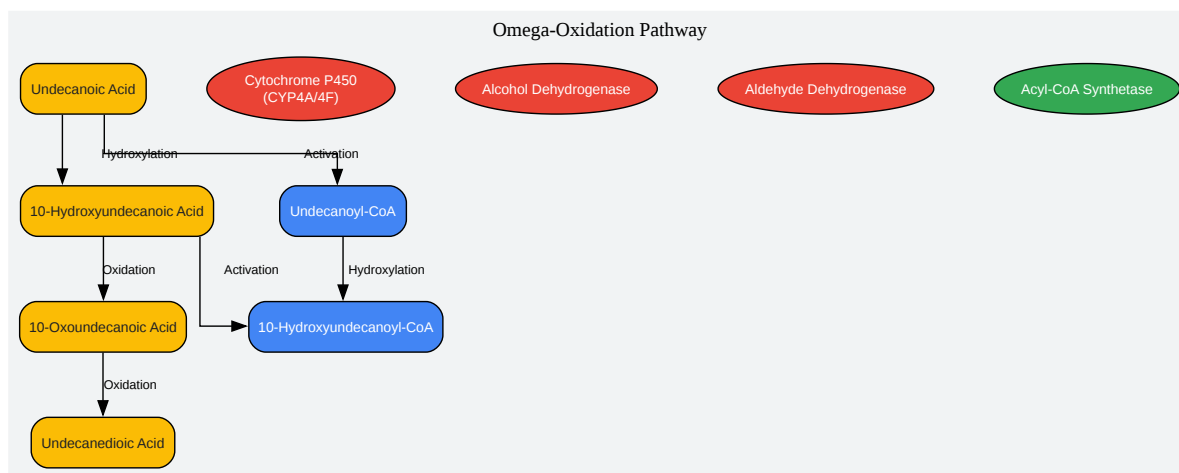 Omega-Oxidation Pathway
Undecanoic Acid
Cytochrome P450
(CYP4A/4F)
Alcohol Dehydrogenase
Aldehyde Dehydrogenase
Acyl-CoA Synthetase
Hydroxylation
Activation
10-Hydroxyundecanoic Acid
Undecanoyl-CoA
Oxidation
Activation
Hydroxylation
10-Oxoundecanoic Acid
10-Hydroxyundecanoyl-CoA
Oxidation
Undecanedioic Acid